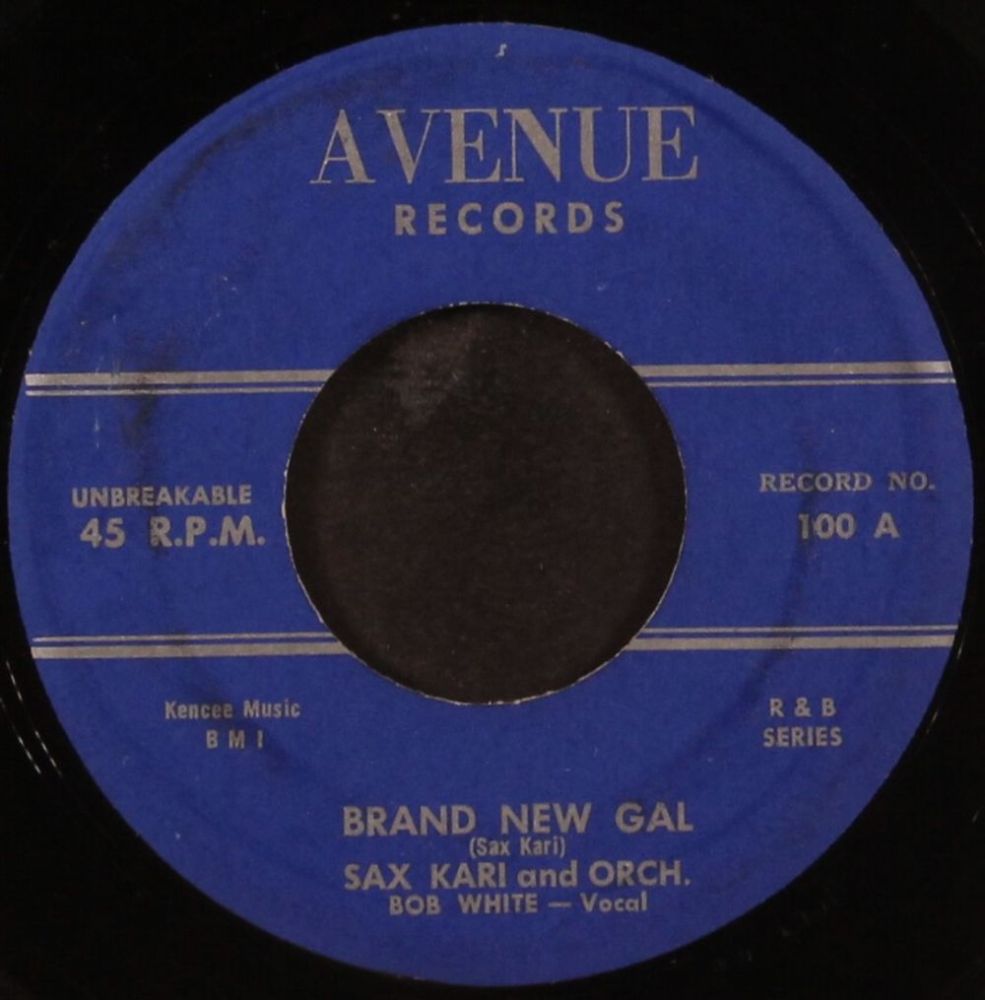 AVENUE
RECORDS
UNBREAKABLE
45 R.P.M.
RECORD NO.
100 A
Kencee Music
B M I
R & B
SERIES
BRAND NEW GAL
(Sax Kari)
SAX KARI and ORCH.
BOB WHITE — Vocal